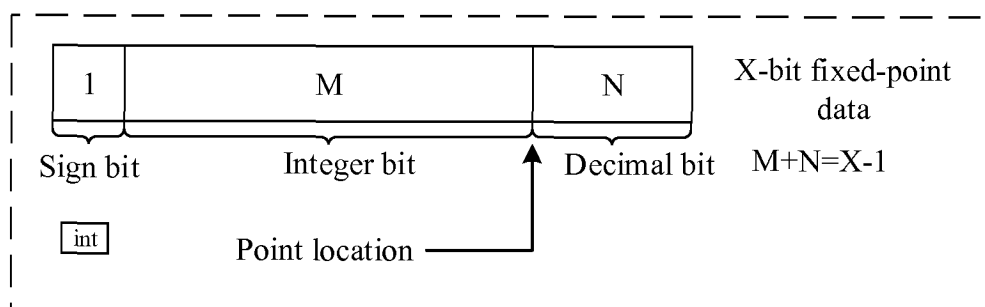 1
M
N
X-bit fixed-point
data
Sign bit
Integer bit
Decimal bit
M+N=X-1
int
Point location